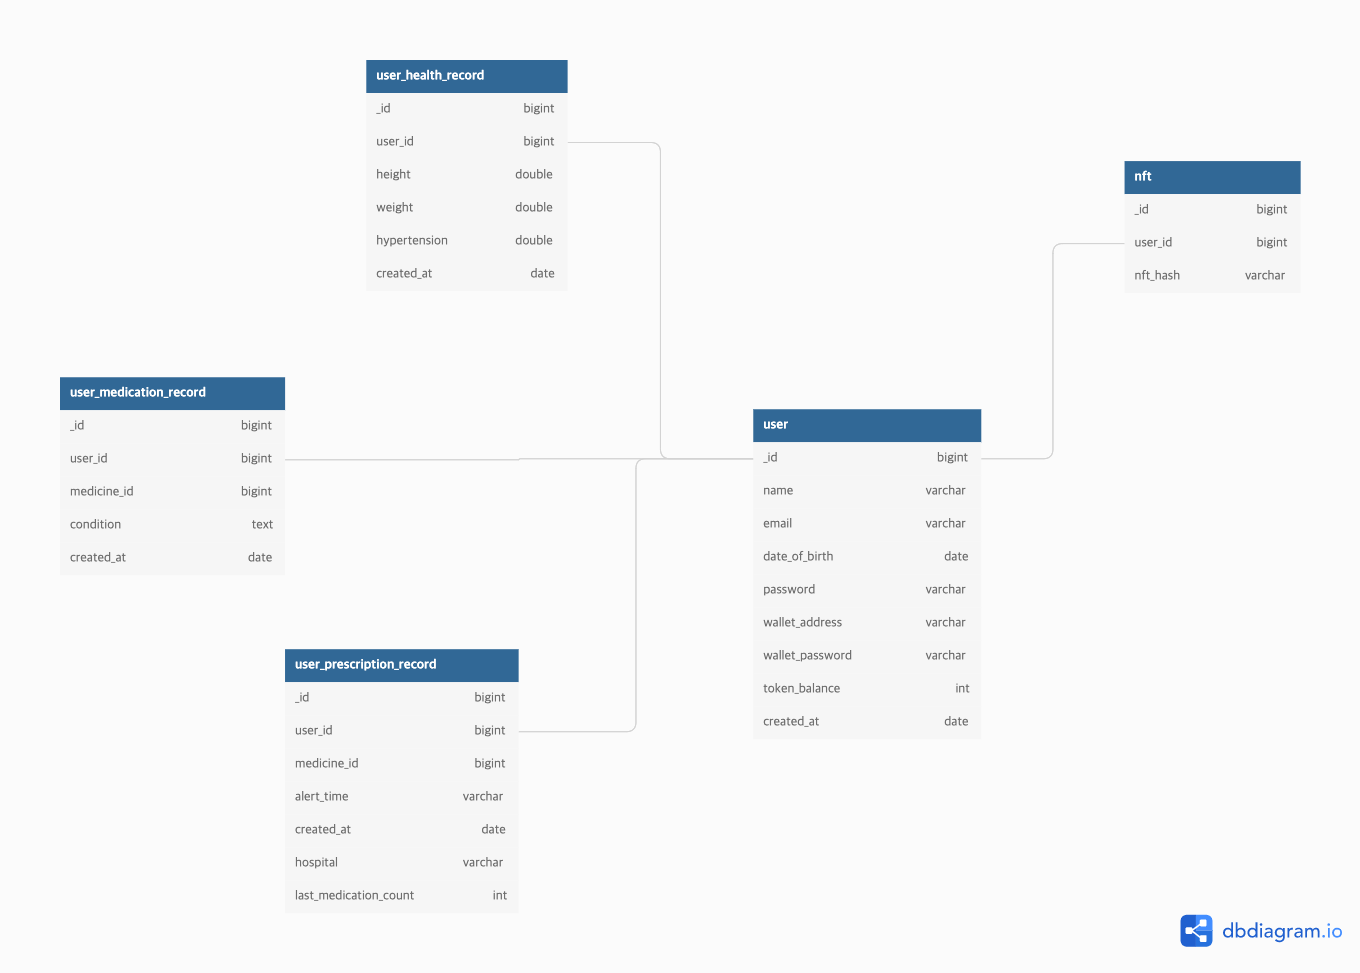 user_health_record
_id bigint
user_id bigint
height double
weight double
hypertension double
created_at date
nft
_id bigint
user_id bigint
nft_hash varchar
user_medication_record
_id bigint
user_id bigint
medicine_id bigint
condition text
created_at date
user
_id bigint
name varchar
email varchar
date_of_birth date
password varchar
wallet_address varchar
wallet_password varchar
token_balance int
created_at date
user_prescription_record
_id bigint
user_id bigint
medicine_id bigint
alert_time varchar
created_at date
hospital varchar
last_medication_count int
dbdiagram.io